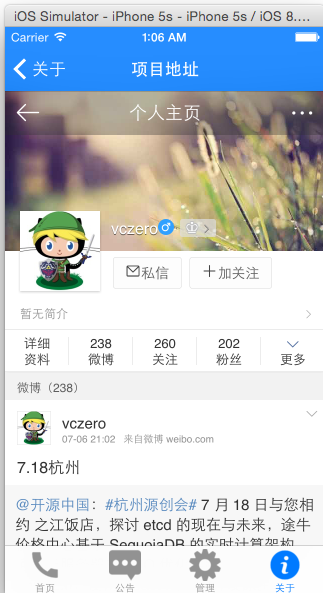 iOS Simulator - iPhone 5s - iPhone 5s / iOS 8....
Carrier 1:06 AM
关于 项目地址
个人主页
vczero
私信 加关注
暂无简介
详细资料 238 微博 260 关注 202 粉丝 更多
微博（238）
vczero
07-06 21:02 来自微博 weibo.com
7.18杭州
@开源中国：#杭州源创会# 7 月 18 日与您相
约 之江饭店，探讨 etcd 的现在与未来，途牛
价格中心基于 SequoiaDB 的实时计算架构
首页 公告 管理 关于